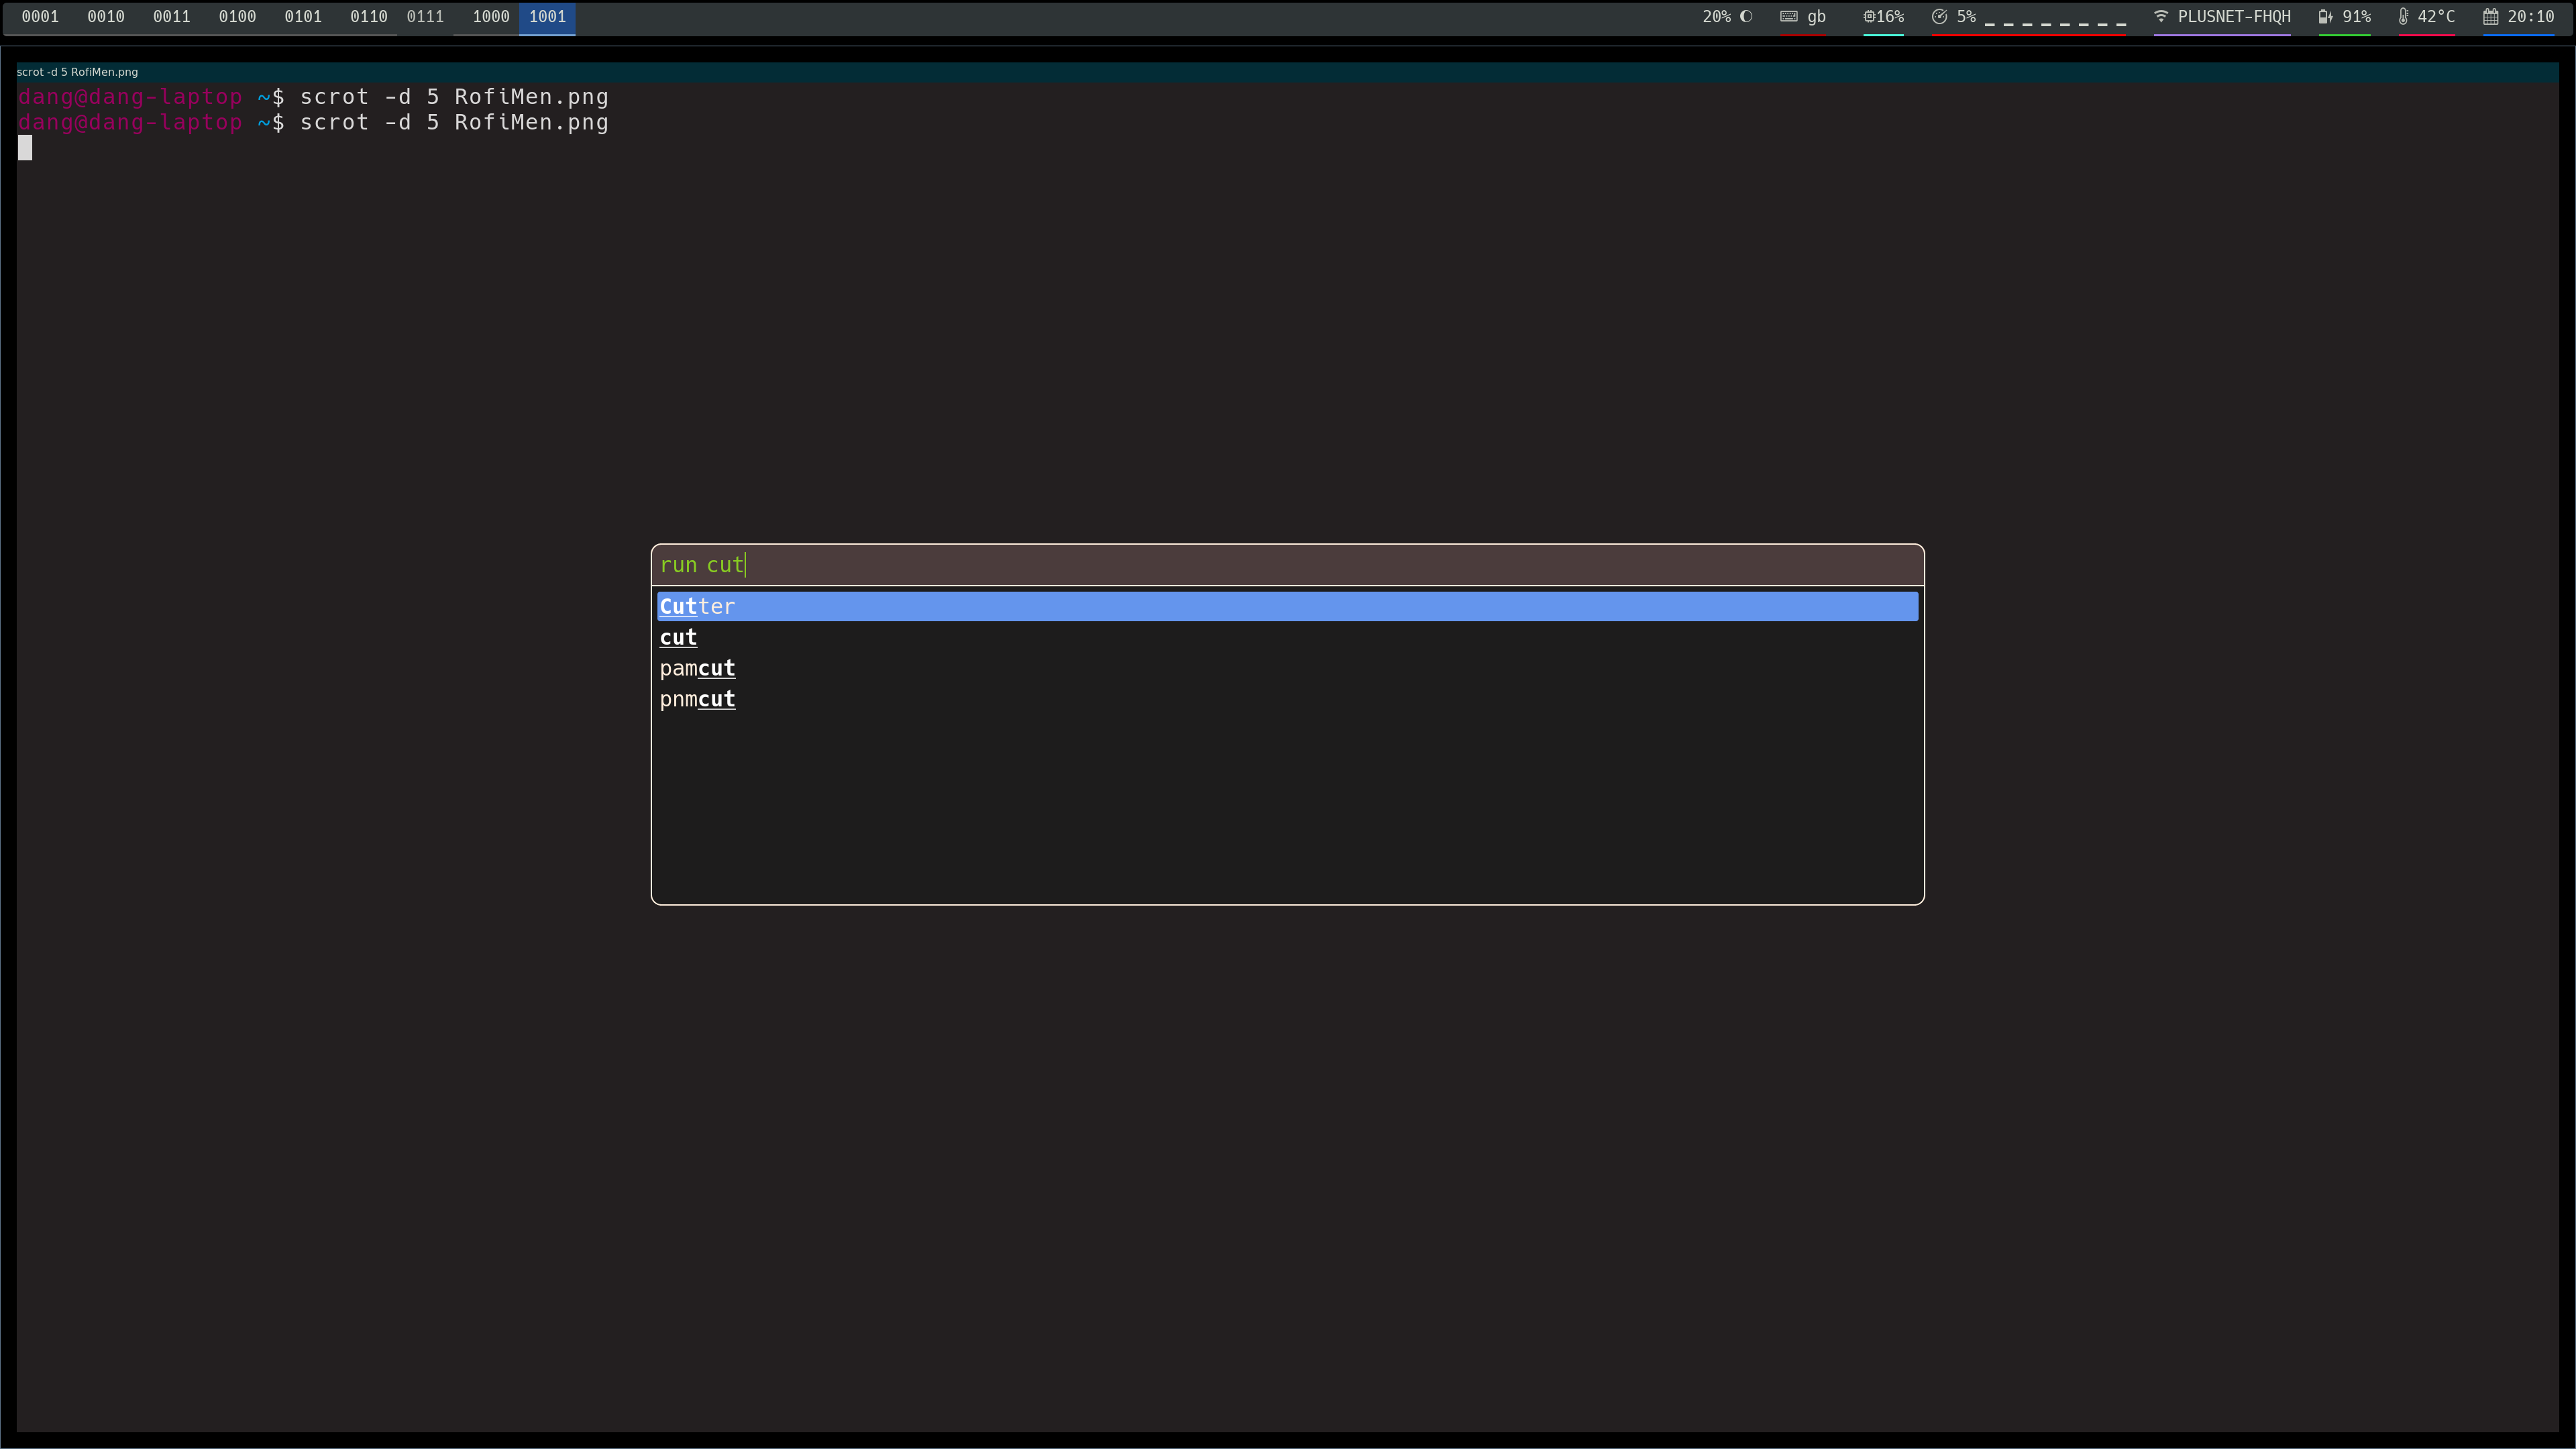 0001 0010 0011 0100 0101 0110 0111 1000 1001 20% gb 16% 5% PLUSNET-FHQH 91% 42°C 20:10
scrot -d 5 RofiMen.png
dang@dang-laptop ~$ scrot -d 5 RofiMen.png
dang@dang-laptop ~$ scrot -d 5 RofiMen.png
run cut
Cutter
cut
pamcut
pnmcut